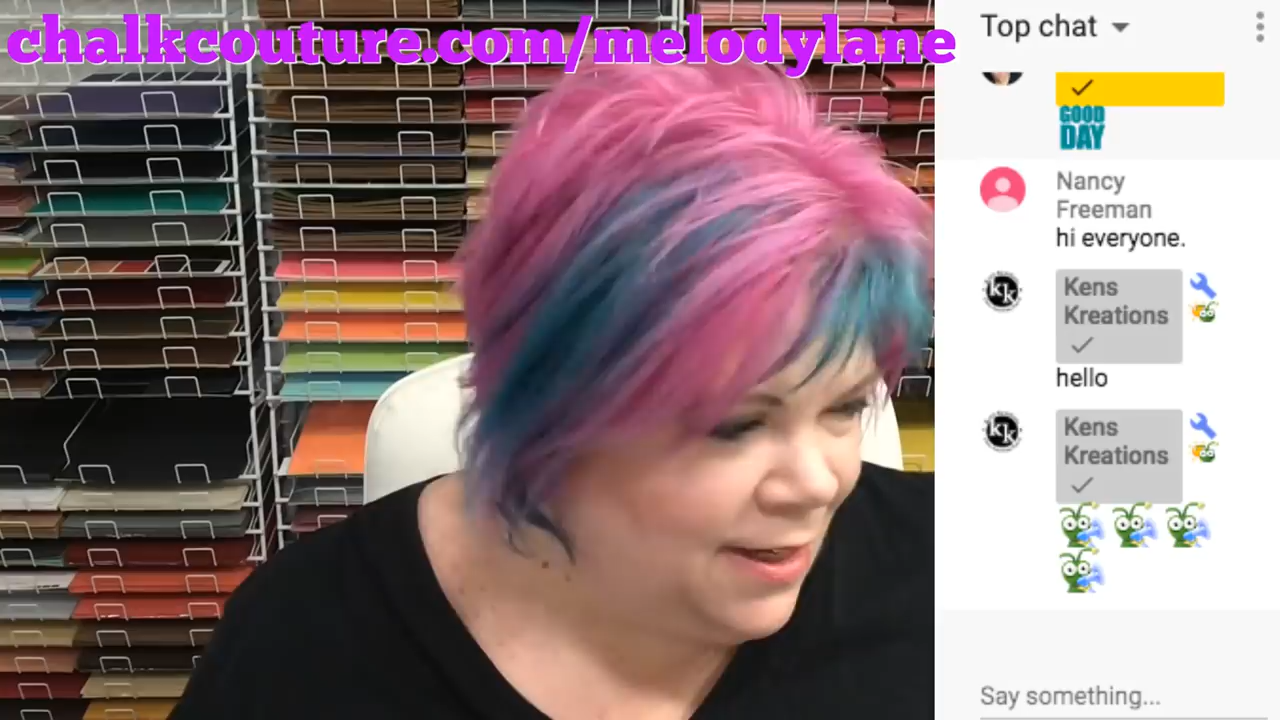 chalkcouture.com/melodylane
Top chat
GOOD
DAY
Nancy
Freeman
hi everyone.
Kens
Kreations
hello
Kens
Kreations
Say something...